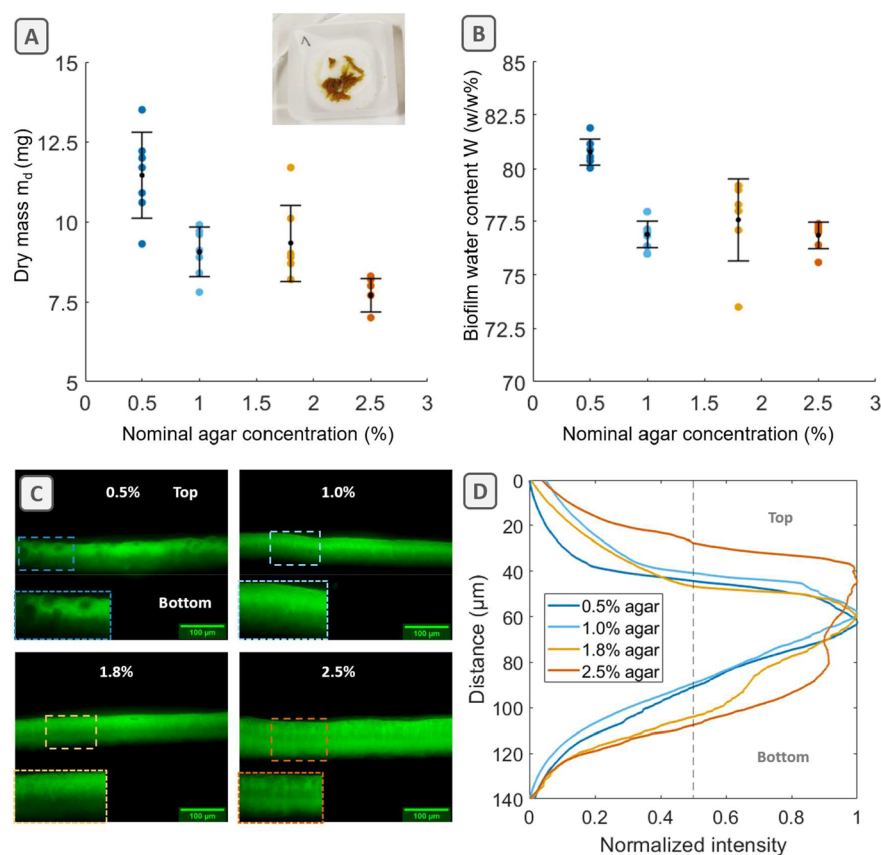 A
15
12.5
10
7.5
5
0
0.5
1
1.5
2
2.5
3
Dry mass m_d (mg)
Nominal agar concentration (%)
B
85
82.5
80
77.5
75
72.5
70
0
0.5
1
1.5
2
2.5
3
Biofilm water content W (w/w%)
Nominal agar concentration (%)
C
0.5% Top
Bottom
100 µm
1.0%
100 µm
1.8%
100 µm
2.5%
100 µm
D
0
20
40
60
80
100
120
140
0
0.2
0.4
0.6
0.8
1
Distance (µm)
Normalized intensity
Top
0.5% agar
1.0% agar
1.8% agar
2.5% agar
Bottom